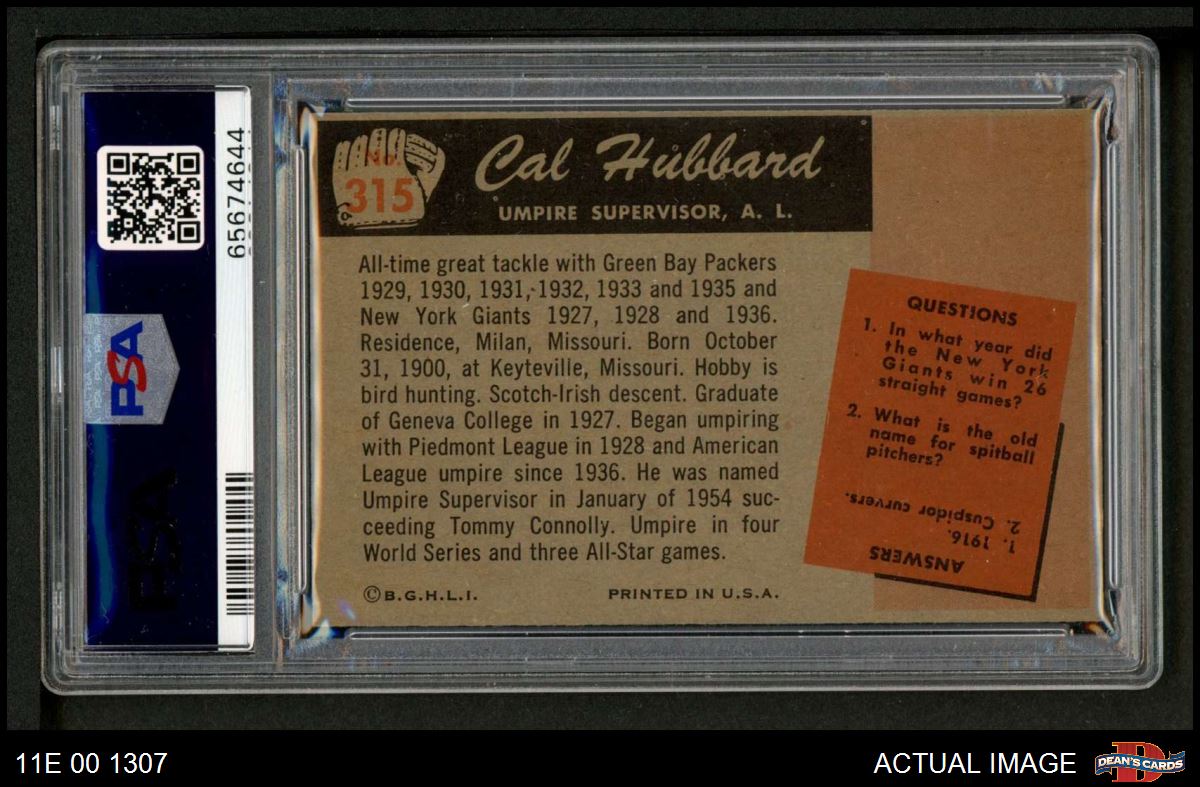 65674644
PSA
PSA
No.
315
Cal Hubbard
UMPIRE SUPERVISOR, A. L.
All-time great tackle with Green Bay Packers
1929, 1930, 1931, 1932, 1933 and 1935 and
New York Giants 1927, 1928 and 1936.
Residence, Milan, Missouri. Born October
31, 1900, at Keyteville, Missouri. Hobby is
bird hunting. Scotch-Irish descent. Graduate
of Geneva College in 1927. Began umpiring
with Piedmont League in 1928 and American
League umpire since 1936. He was named
Umpire Supervisor in January of 1954 suc-
ceeding Tommy Connolly. Umpire in four
World Series and three All-Star games.
©B.G.H.L.I.
PRINTED IN U.S.A.
QUESTIONS
1. In what year did
the New York
Giants win 26
straight games?
2. What is the old
name for spitball
pitchers?
ANSWERS
1. 1916.
2. Cuspidor curvers.
11E 00 1307
ACTUAL IMAGE
D
DEAN'S CARDS